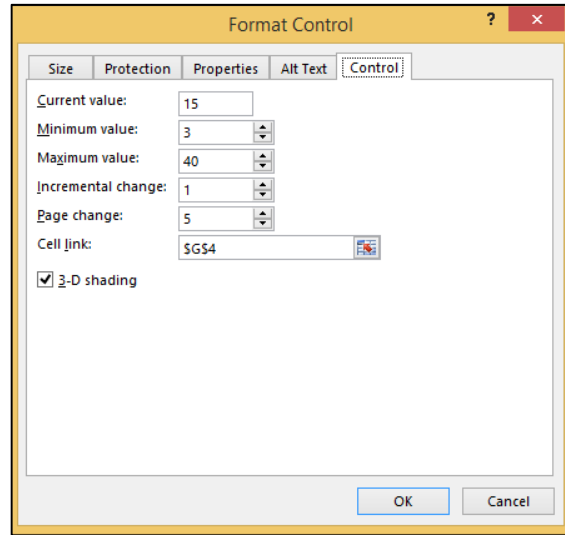 Format Control
? ×
Size Protection Properties Alt Text Control
Current value: 15
Minimum value: 3
Maximum value: 40
Incremental change: 1
Page change: 5
Cell link: $G$4
3-D shading
OK Cancel